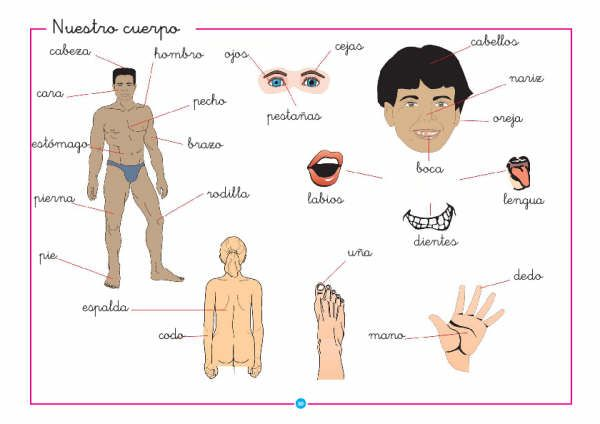 Nuestro cuerpo
cabeza
hombro
ojos
cejas
cabellos
cara
pecho
nariz
pestañas
oreja
estómago
brazo
boca
pierna
rodilla
labios
lengua
dientes
pie
uña
dedo
espalda
codo
mano